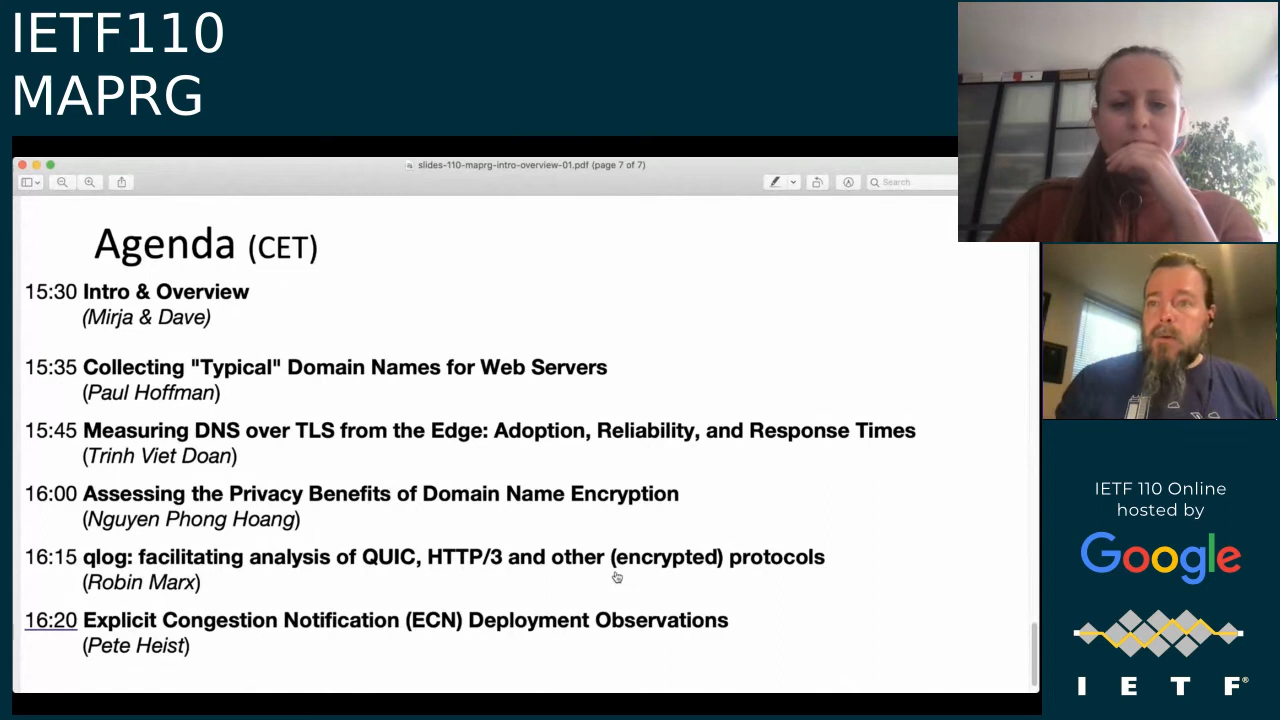 IETF110
MAPRG
slides-110-maprg-intro-overview-01.pdf (page 7 of 7)
Search
Agenda (CET)
15:30 Intro & Overview
(Mirja & Dave)
15:35 Collecting "Typical" Domain Names for Web Servers
(Paul Hoffman)
15:45 Measuring DNS over TLS from the Edge: Adoption, Reliability, and Response Times
(Trinh Viet Doan)
16:00 Assessing the Privacy Benefits of Domain Name Encryption
(Nguyen Phong Hoang)
16:15 qlog: facilitating analysis of QUIC, HTTP/3 and other (encrypted) protocols
(Robin Marx)
16:20 Explicit Congestion Notification (ECN) Deployment Observations
(Pete Heist)
IETF 110 Online
hosted by
Google
I E T F®